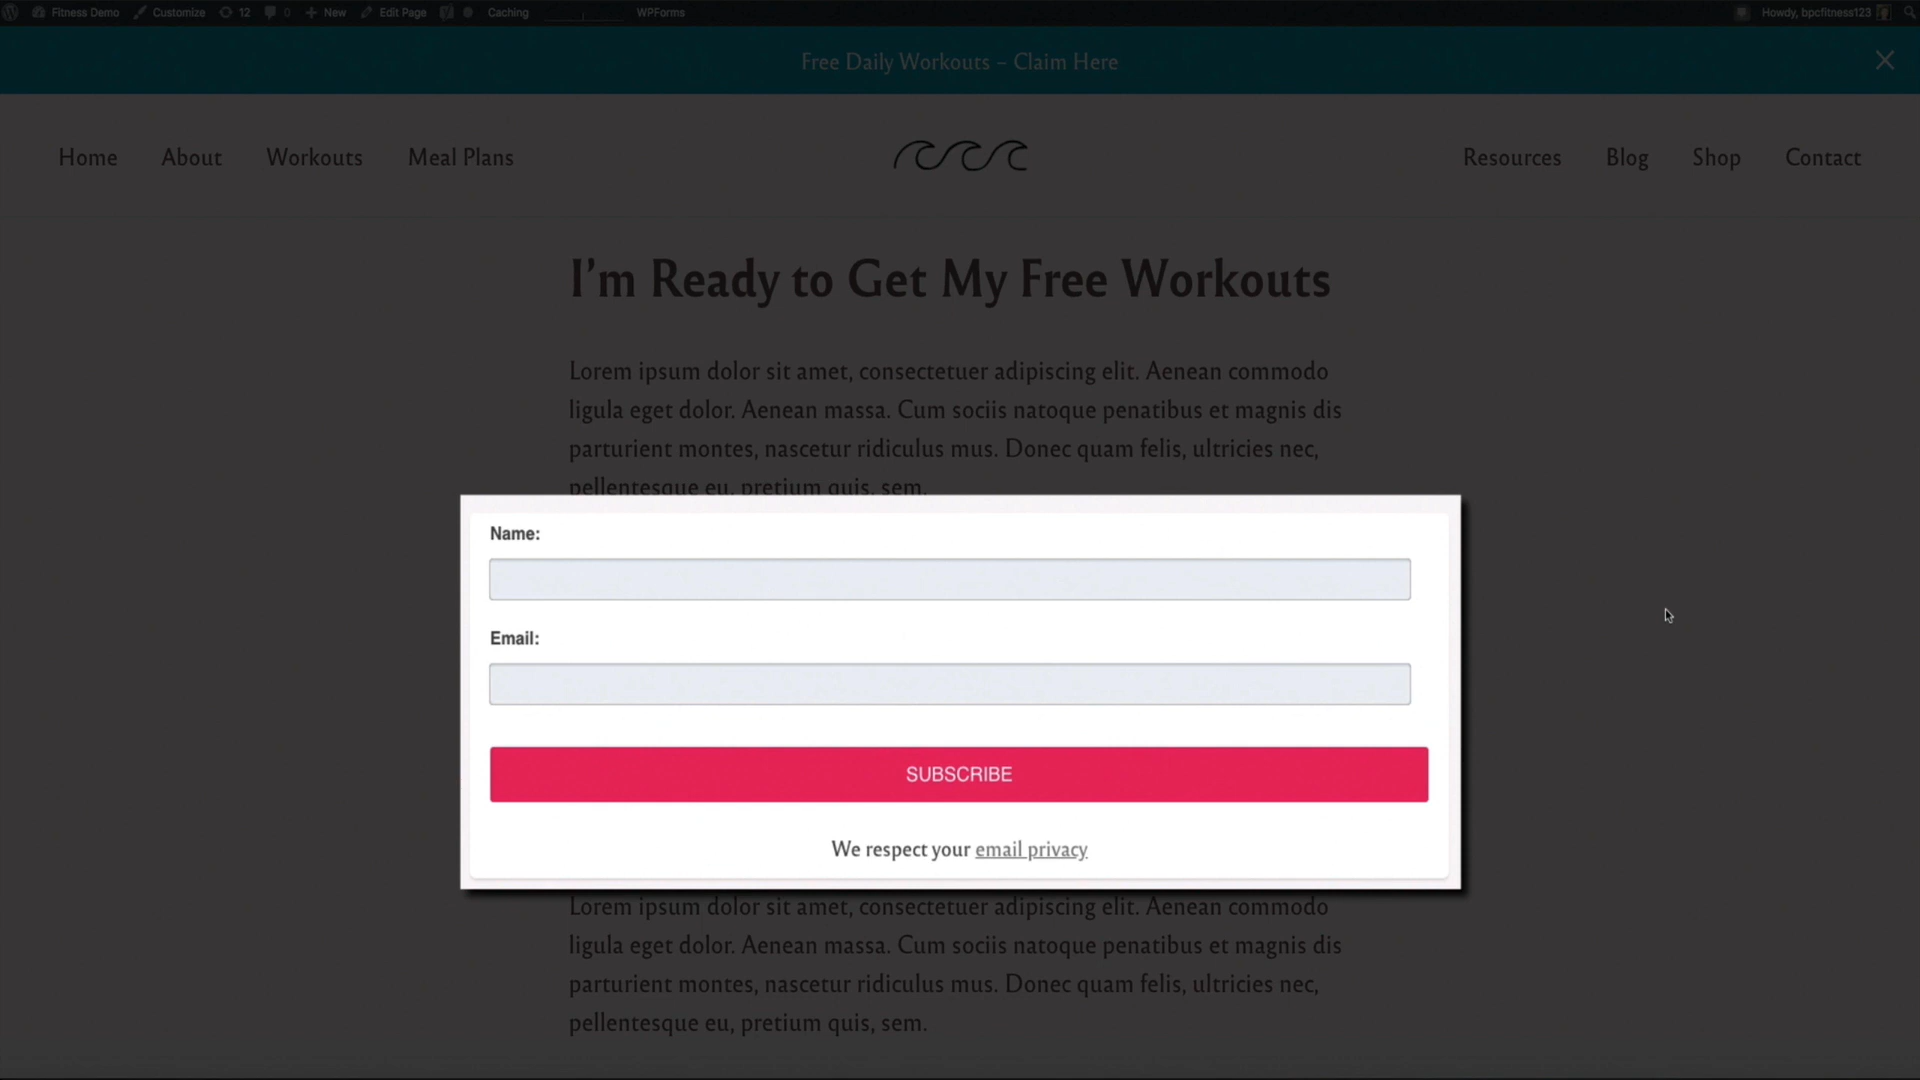 Fitness Demo Customize 12 0 New Edit Page Caching WPForms Howdy, bpcfitness123
Free Daily Workouts – Claim Here
Home About Workouts Meal Plans Resources Blog Shop Contact
I'm Ready to Get My Free Workouts
Lorem ipsum dolor sit amet, consectetuer adipiscing elit. Aenean commodo
ligula eget dolor. Aenean massa. Cum sociis natoque penatibus et magnis dis
parturient montes, nascetur ridiculus mus. Donec quam felis, ultricies nec,
pellentesque eu, pretium quis, sem.
Name:
Email:
SUBSCRIBE
We respect your email privacy
Lorem ipsum dolor sit amet, consectetuer adipiscing elit. Aenean commodo
ligula eget dolor. Aenean massa. Cum sociis natoque penatibus et magnis dis
parturient montes, nascetur ridiculus mus. Donec quam felis, ultricies nec,
pellentesque eu, pretium quis, sem.